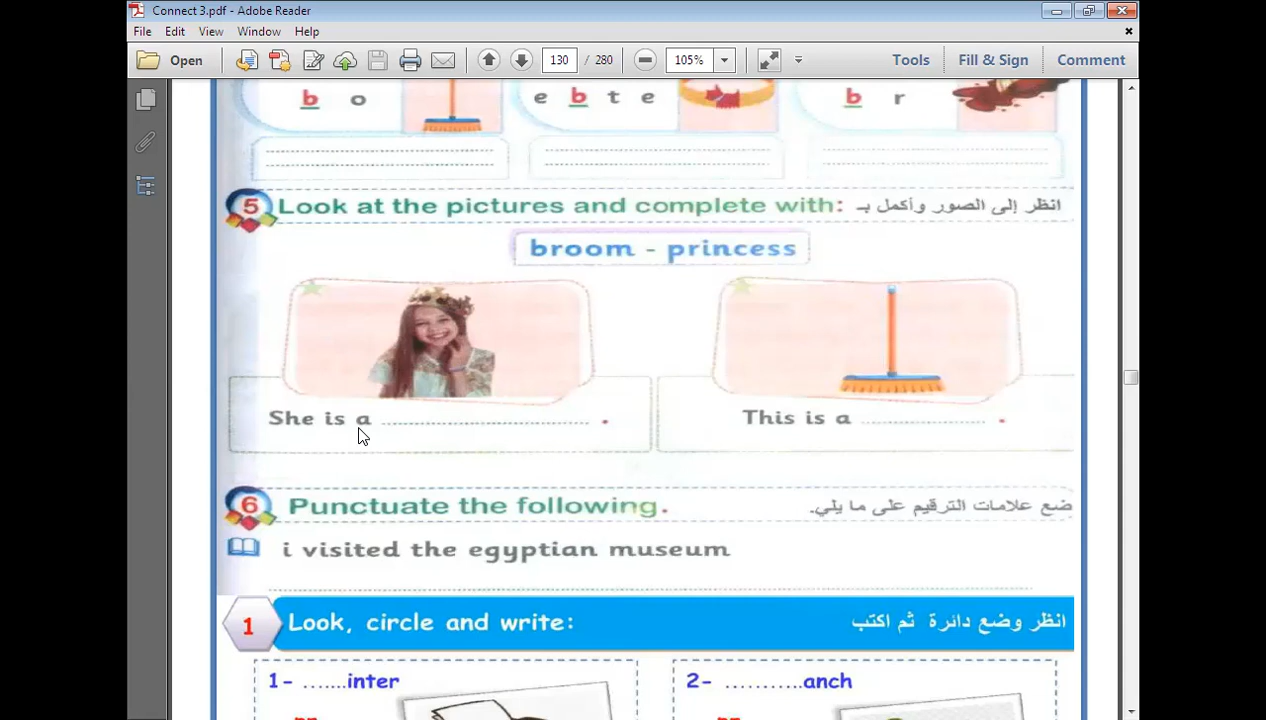 Connect 3.pdf - Adobe Reader
File Edit View Window Help
Open 130 / 280 105% Tools Fill & Sign Comment
b o e b t e b r
5 Look at the pictures and complete with: انظر إلى الصور وأكمل بـ
broom - princess
She is a .................... . This is a .................... .
6 Punctuate the following. ضع علامات الترقيم على ما يلي.
i visited the egyptian museum
1 Look, circle and write: انظر وضع دائرة ثم اكتب
1- .......inter 2- ...........anch